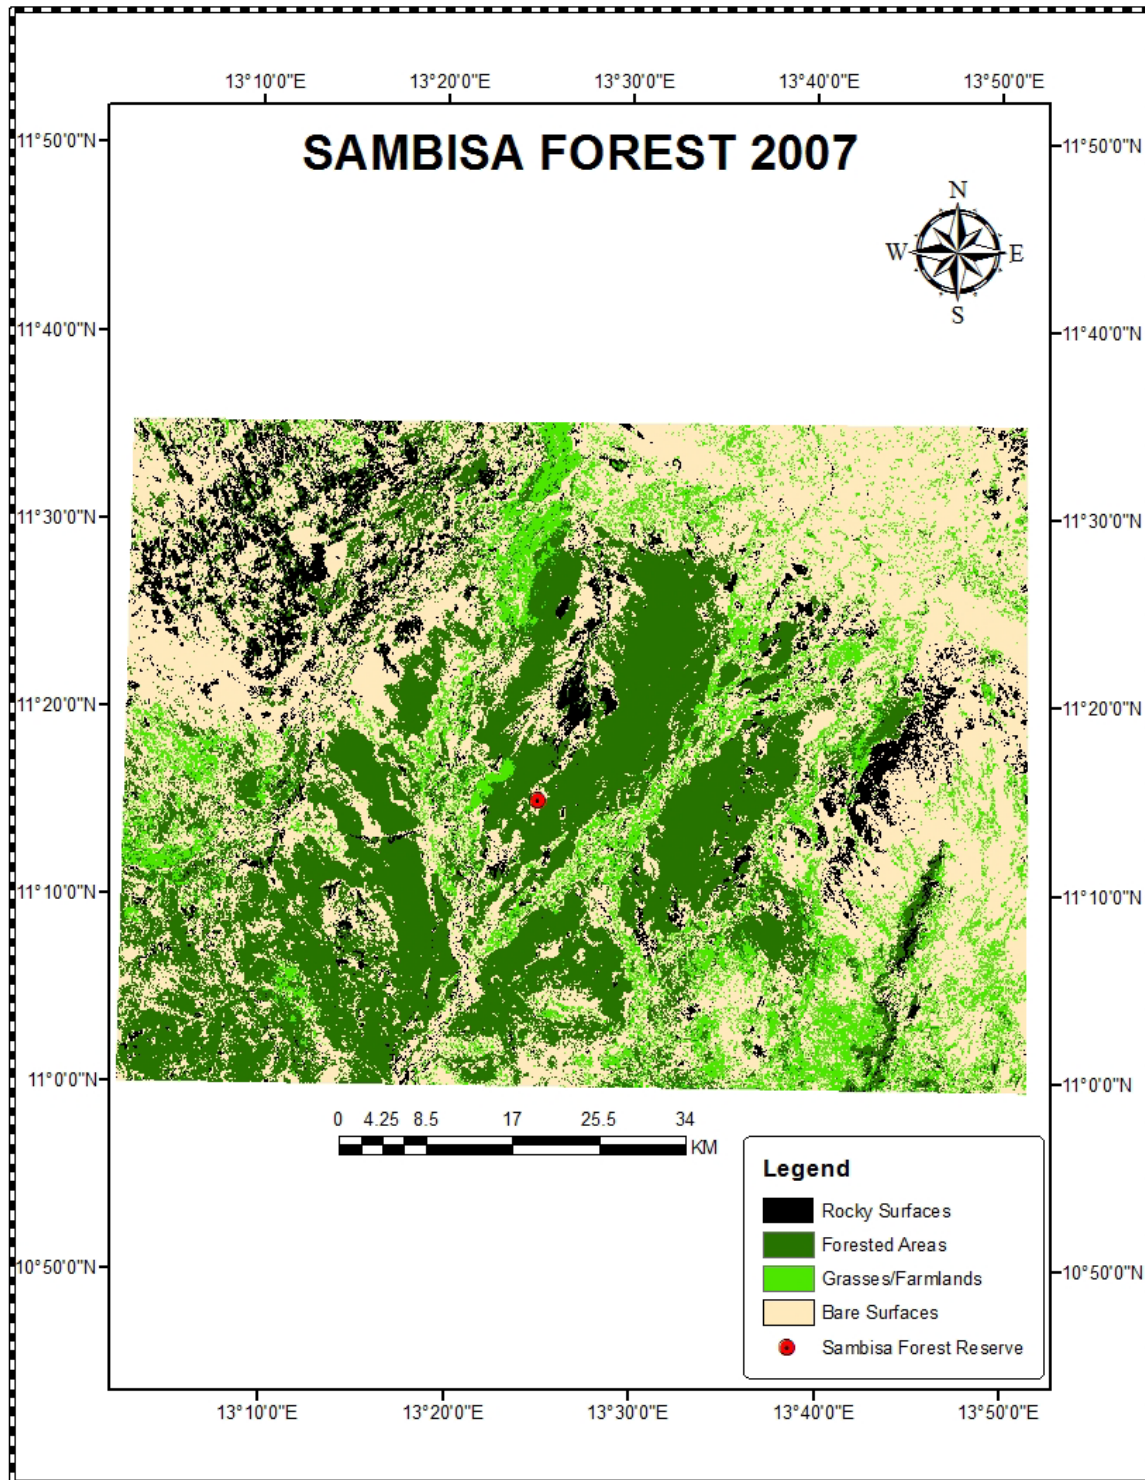 13°10'0"E 13°20'0"E 13°30'0"E 13°40'0"E 13°50'0"E
11°50'0"N 11°50'0"N
SAMBISA FOREST 2007
N
W E
S
11°40'0"N 11°40'0"N
11°30'0"N 11°30'0"N
11°20'0"N 11°20'0"N
11°10'0"N 11°10'0"N
11°0'0"N 11°0'0"N
0 4.25 8.5 17 25.5 34
KM
Legend
Rocky Surfaces
Forested Areas
Grasses/Farmlands
Bare Surfaces
Sambisa Forest Reserve
10°50'0"N 10°50'0"N
13°10'0"E 13°20'0"E 13°30'0"E 13°40'0"E 13°50'0"E